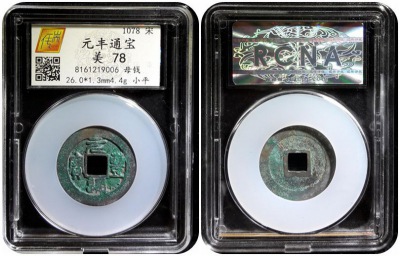 1078 宋
元丰通宝
美 78
8161219006 母钱
26.0*1.3mm4.4g 小平
RCNA